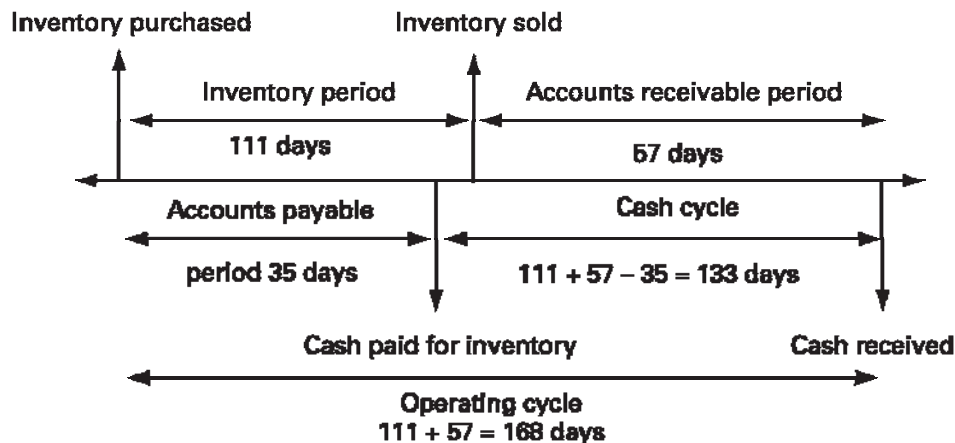 Inventory purchased
Inventory sold
Inventory period
Accounts receivable period
111 days
57 days
Accounts payable
Cash cycle
period 35 days
111 + 57 – 35 = 133 days
Cash paid for inventory
Cash received
Operating cycle
111 + 57 = 168 days